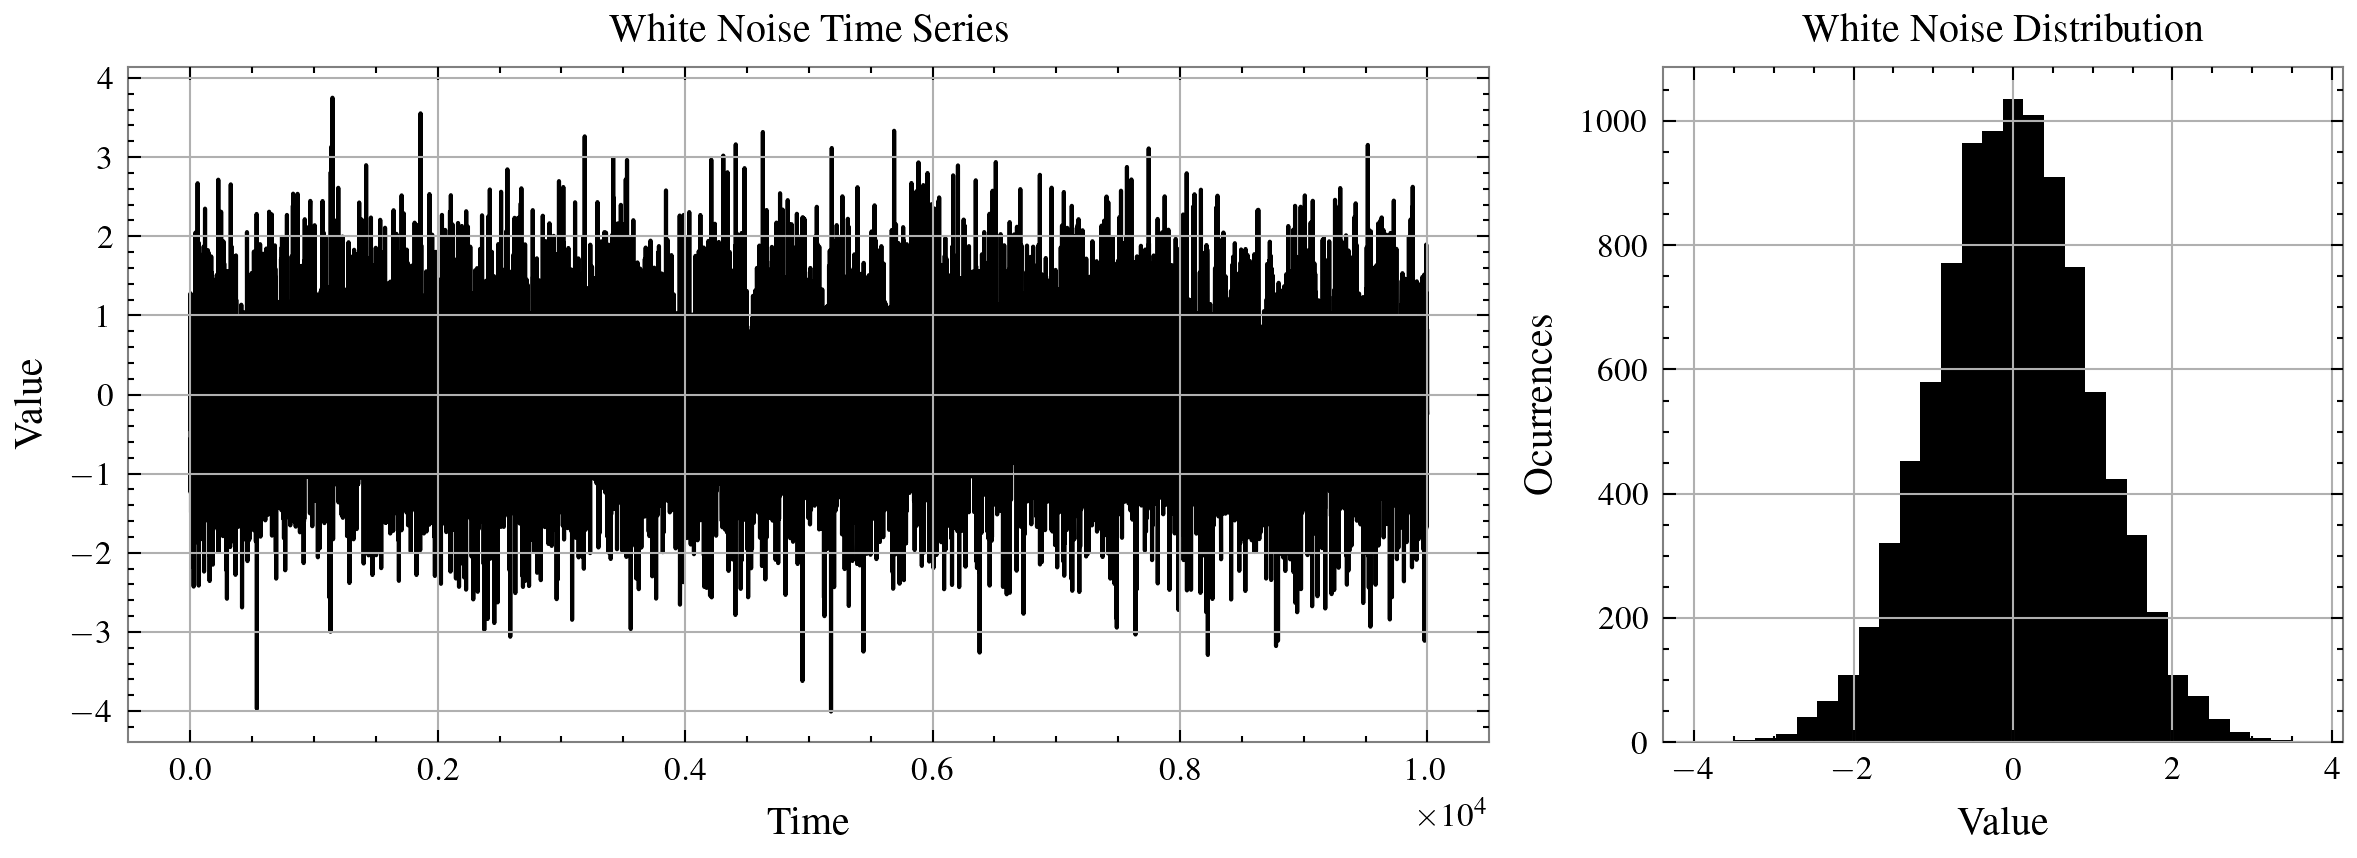 White Noise Time Series
4
3
2
1
0
−1
−2
−3
−4
Value
0.0 0.2 0.4 0.6 0.8 1.0
×10⁴
Time
White Noise Distribution
1000
800
600
400
200
0
Ocurrences
−4 −2 0 2 4
Value